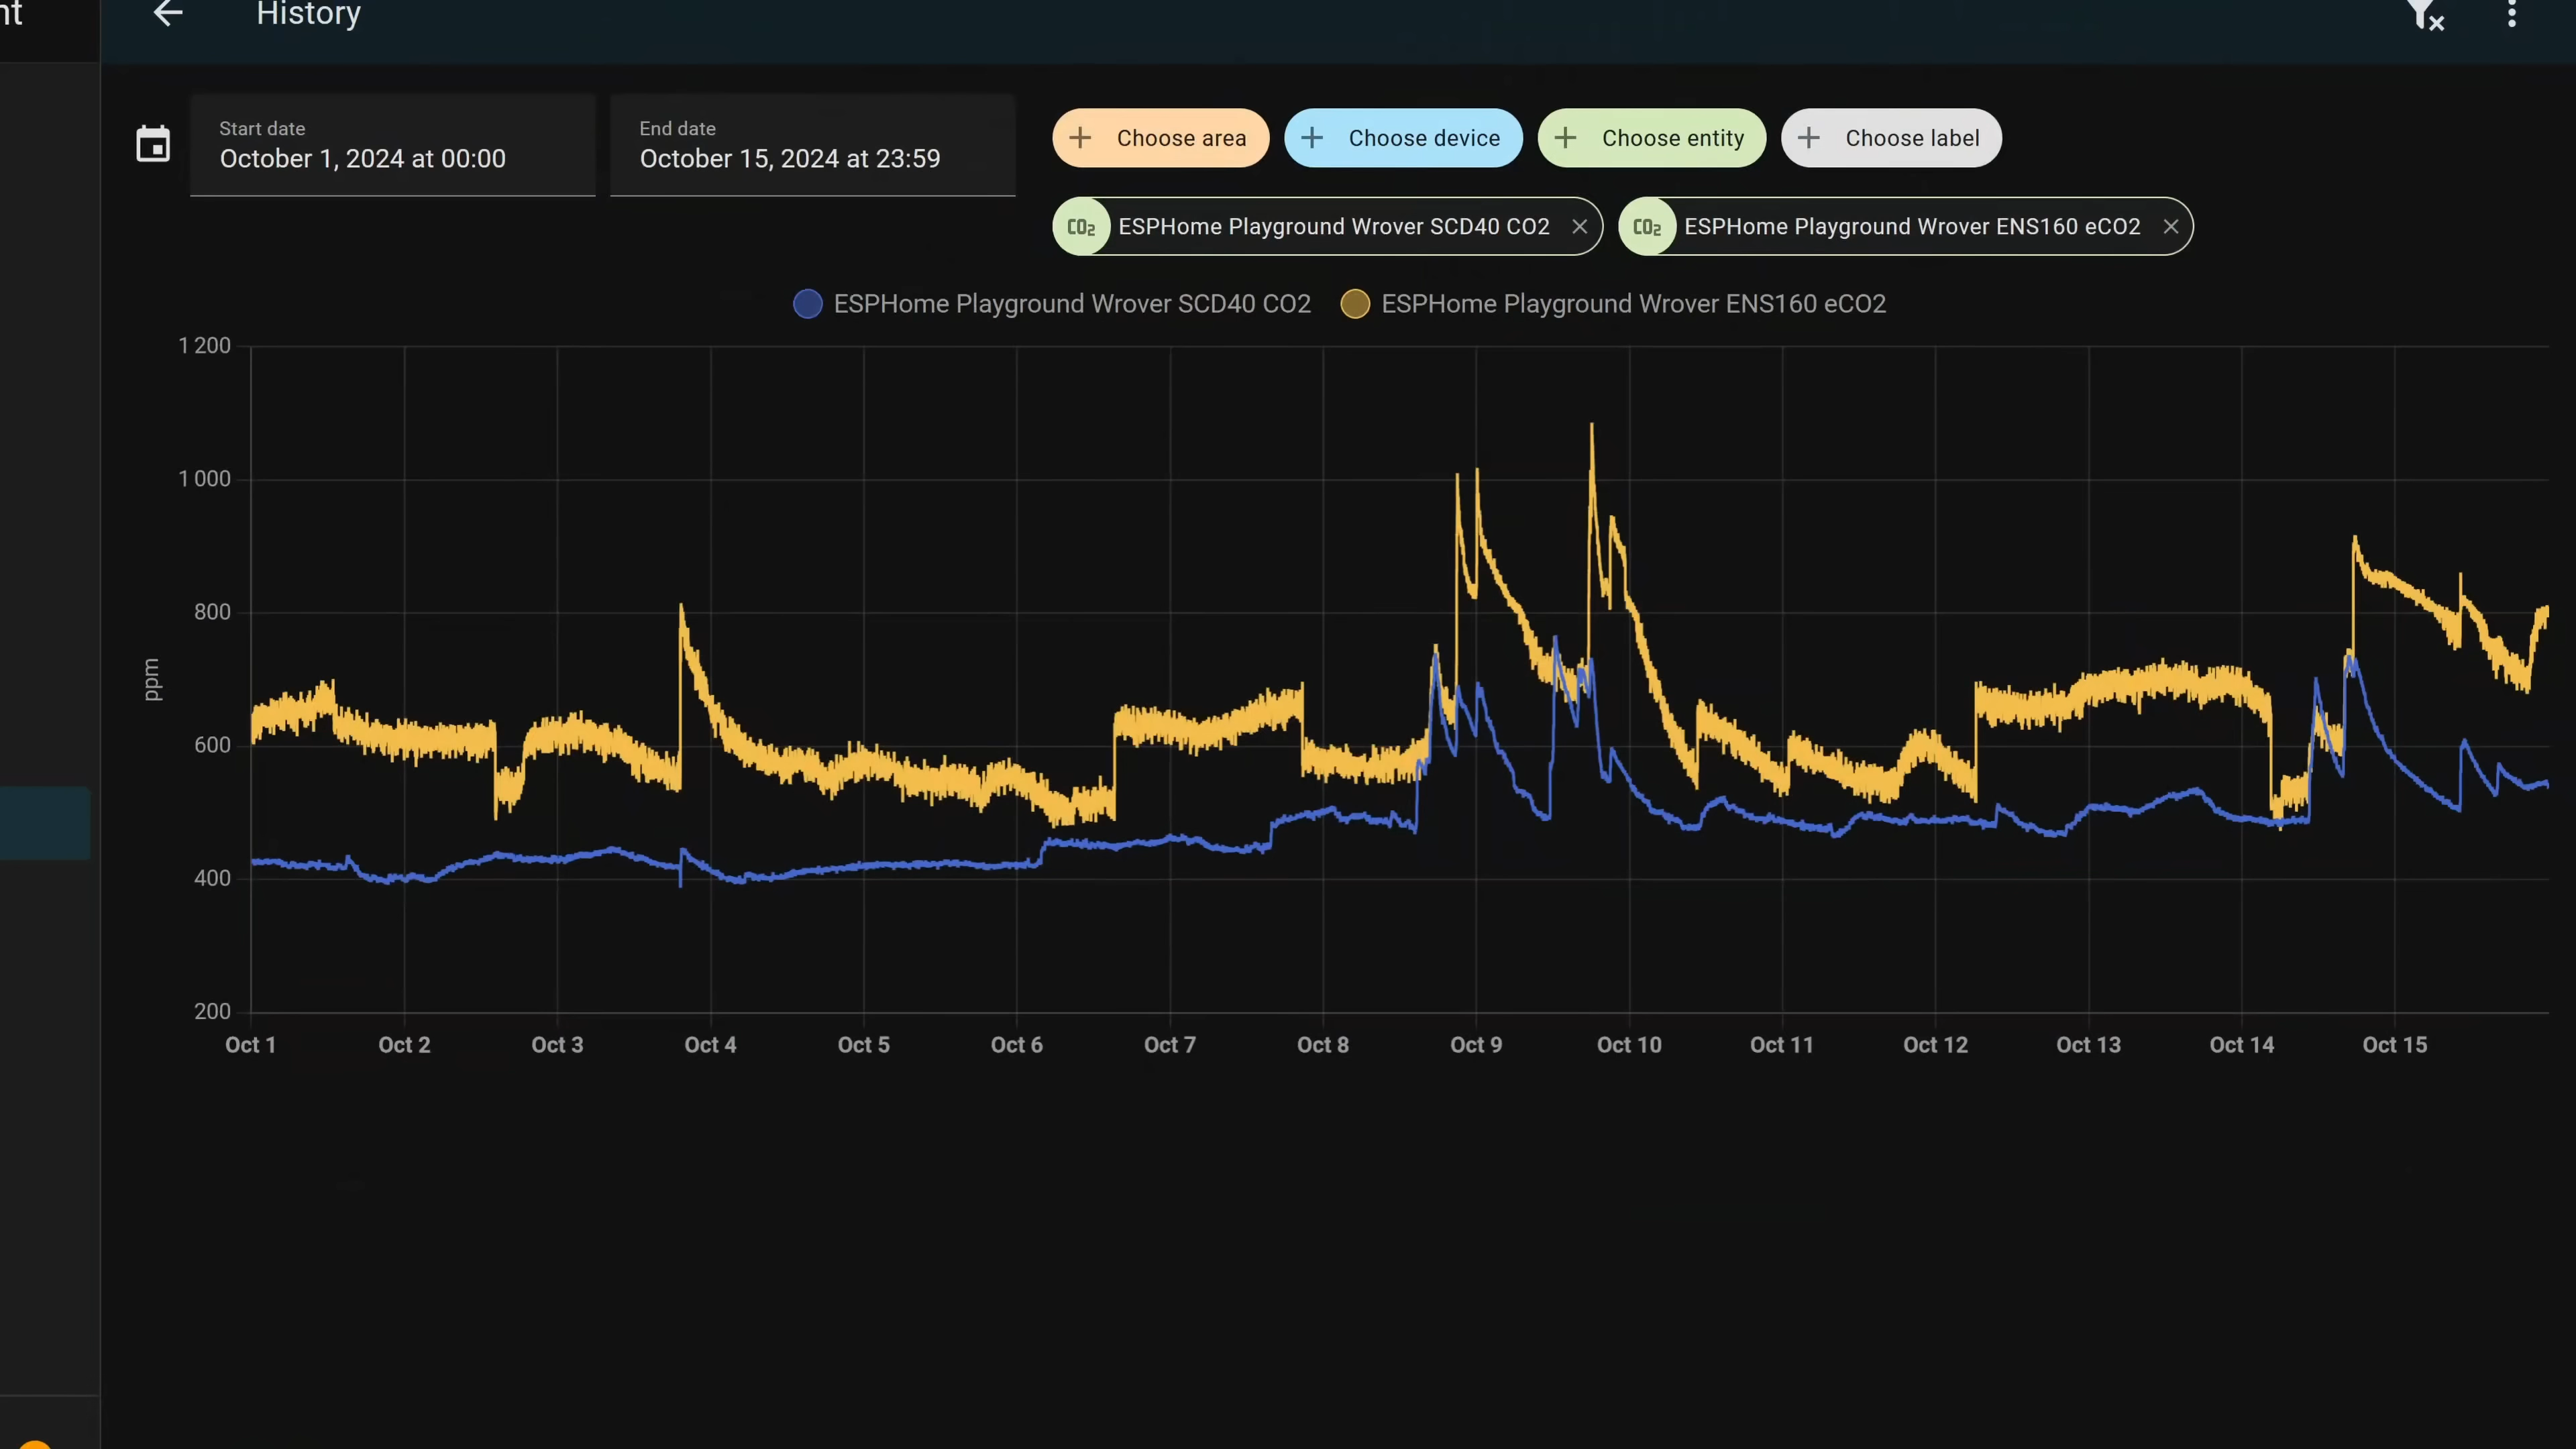 nt
History
Start date
October 1, 2024 at 00:00
End date
October 15, 2024 at 23:59
Choose area
Choose device
Choose entity
Choose label
CO2 ESPHome Playground Wrover SCD40 CO2
CO2 ESPHome Playground Wrover ENS160 eCO2
ESPHome Playground Wrover SCD40 CO2
ESPHome Playground Wrover ENS160 eCO2
1 200
1 000
800
600
400
200
ppm
Oct 1 Oct 2 Oct 3 Oct 4 Oct 5 Oct 6 Oct 7 Oct 8 Oct 9 Oct 10 Oct 11 Oct 12 Oct 13 Oct 14 Oct 15